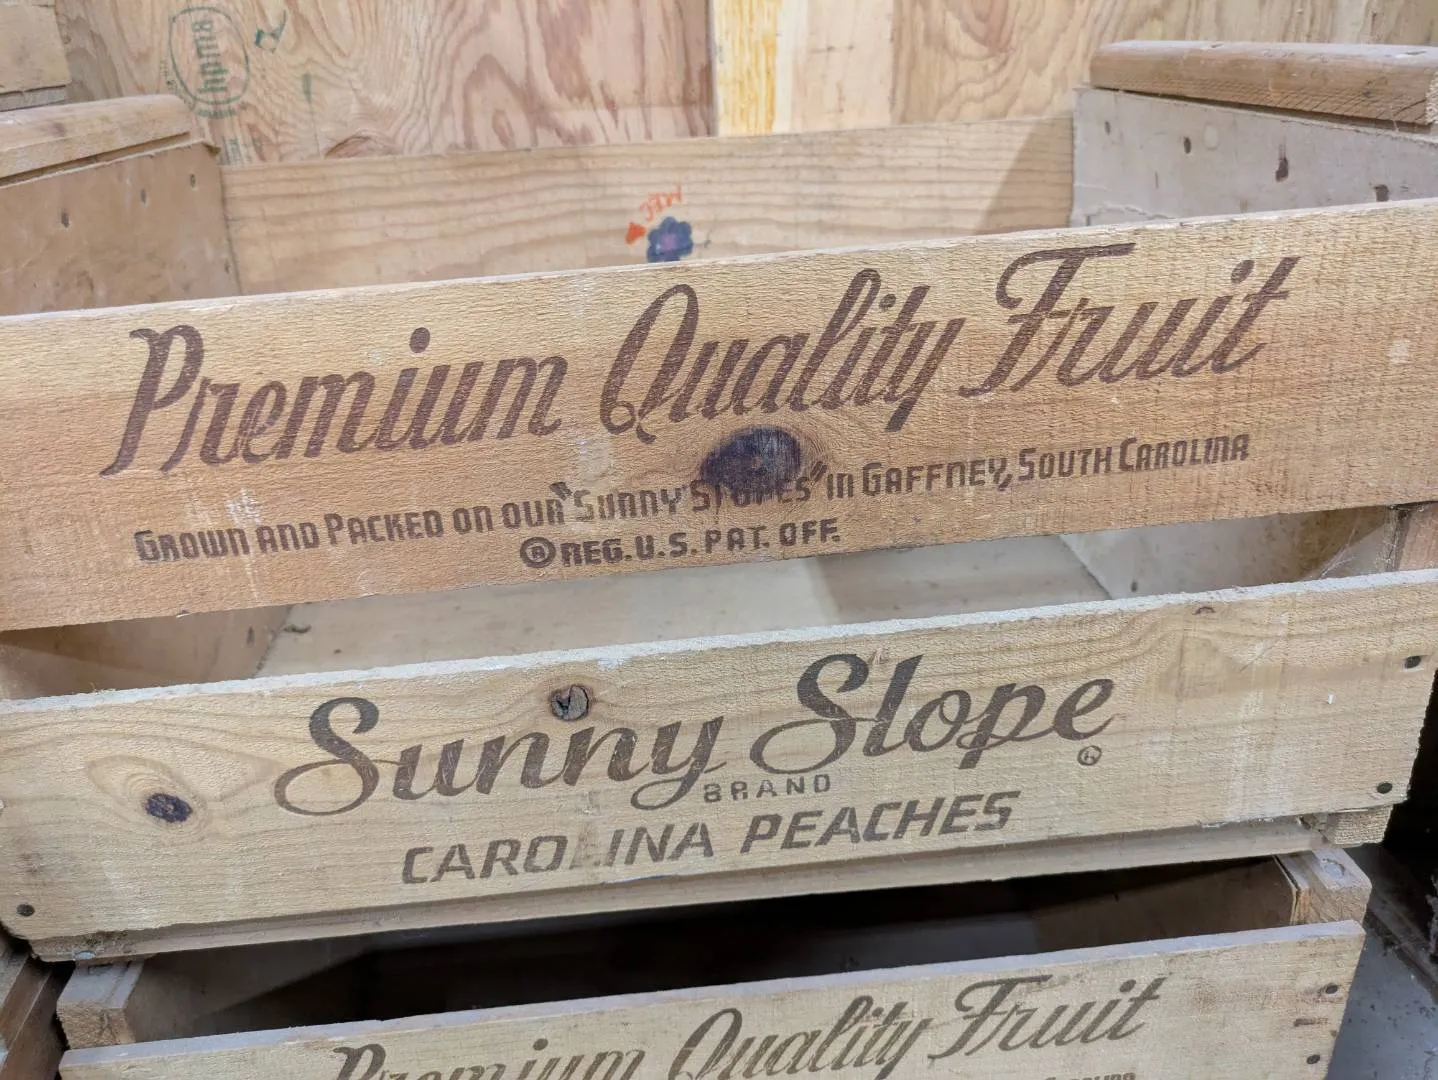 MEC
Premium Quality Fruit
GROWN AND PACKED ON OUR "SUNNY SLOPES" IN GAFFNEY, SOUTH CAROLINA
® REG. U.S. PAT. OFF.
Sunny Slope ®
BRAND
CAROLINA PEACHES
Premium Quality Fruit